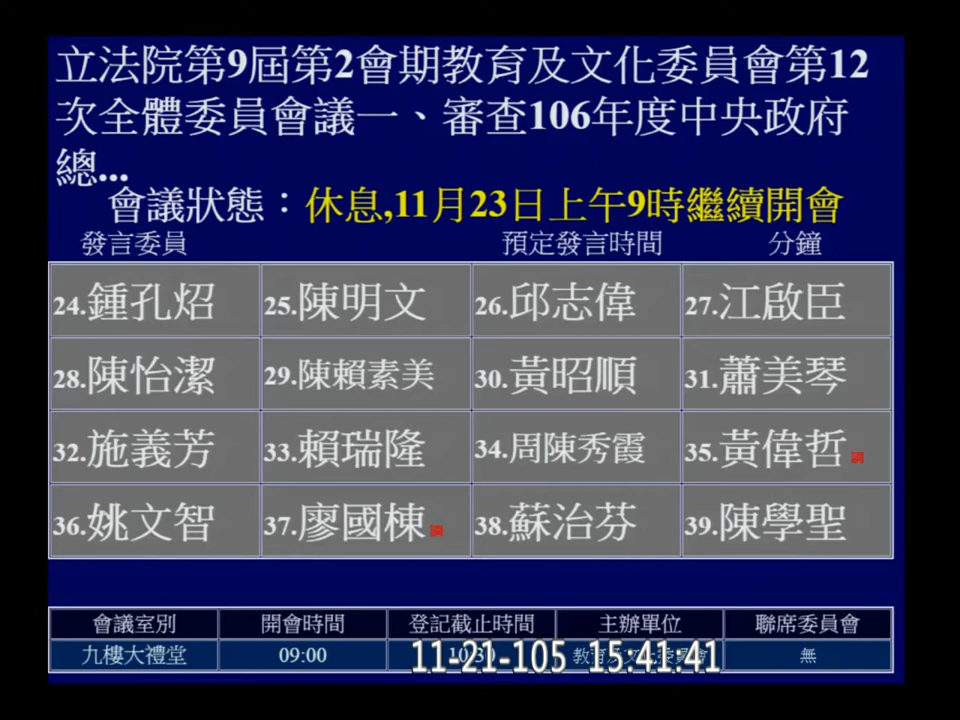 立法院第9屆第2會期教育及文化委員會第12
次全體委員會議一、審查106年度中央政府
總...
會議狀態：休息,11月23日上午9時繼續開會
發言委員 預定發言時間 分鐘
24.鍾孔炤 25.陳明文 26.邱志偉 27.江啟臣
28.陳怡潔 29.陳賴素美 30.黃昭順 31.蕭美琴
32.施義芳 33.賴瑞隆 34.周陳秀霞 35.黃偉哲
36.姚文智 37.廖國棟 38.蘇治芬 39.陳學聖
會議室別 開會時間 登記截止時間 主辦單位 聯席委員會
九樓大禮堂 09:00 教育及文化委員會 無
11-21-105 15:41:41